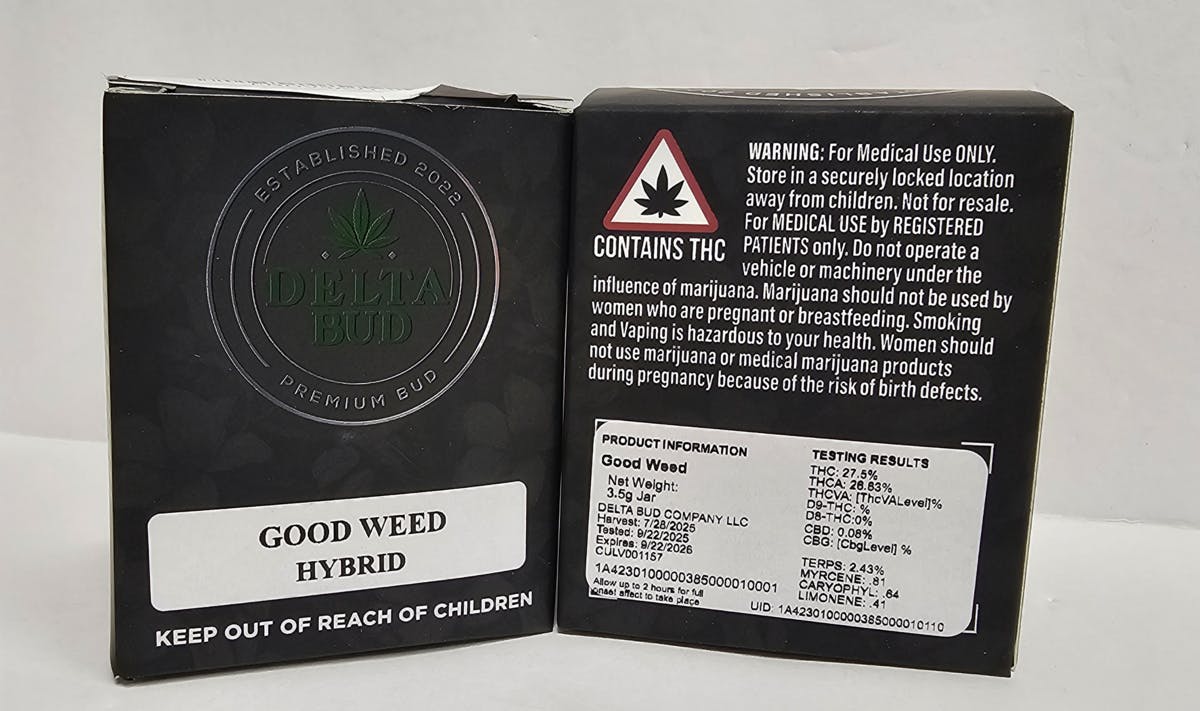 ESTABLISHED 2022
DELTA
BUD
PREMIUM BUD
GOOD WEED
HYBRID
KEEP OUT OF REACH OF CHILDREN
CONTAINS THC
WARNING: For Medical Use ONLY.
Store in a securely locked location
away from children. Not for resale.
For MEDICAL USE by REGISTERED
PATIENTS only. Do not operate a
vehicle or machinery under the
influence of marijuana. Marijuana should not be used by
women who are pregnant or breastfeeding. Smoking
and Vaping is hazardous to your health. Women should
not use marijuana or medical marijuana products
during pregnancy because of the risk of birth defects.
PRODUCT INFORMATION
Good Weed
Net Weight:
3.5g Jar
DELTA BUD COMPANY LLC
Harvest: 7/28/2025
Tested: 9/22/2025
Expires: 9/22/2026
CULV001157
1A4230100000385000010001
Allow up to 2 hours for full
onset affect to take place
TESTING RESULTS
THC: 27.5%
THCA: 26.63%
THCVA: [ThcVALevel]%
D9-THC: %
D8-THC:0%
CBD: 0.08%
CBG: [CbgLevel] %
TERPS: 2.43%
MYRCENE: .81
CARYOPHYL: .64
LIMONENE: .41
UID: 1A4230100000385000010110